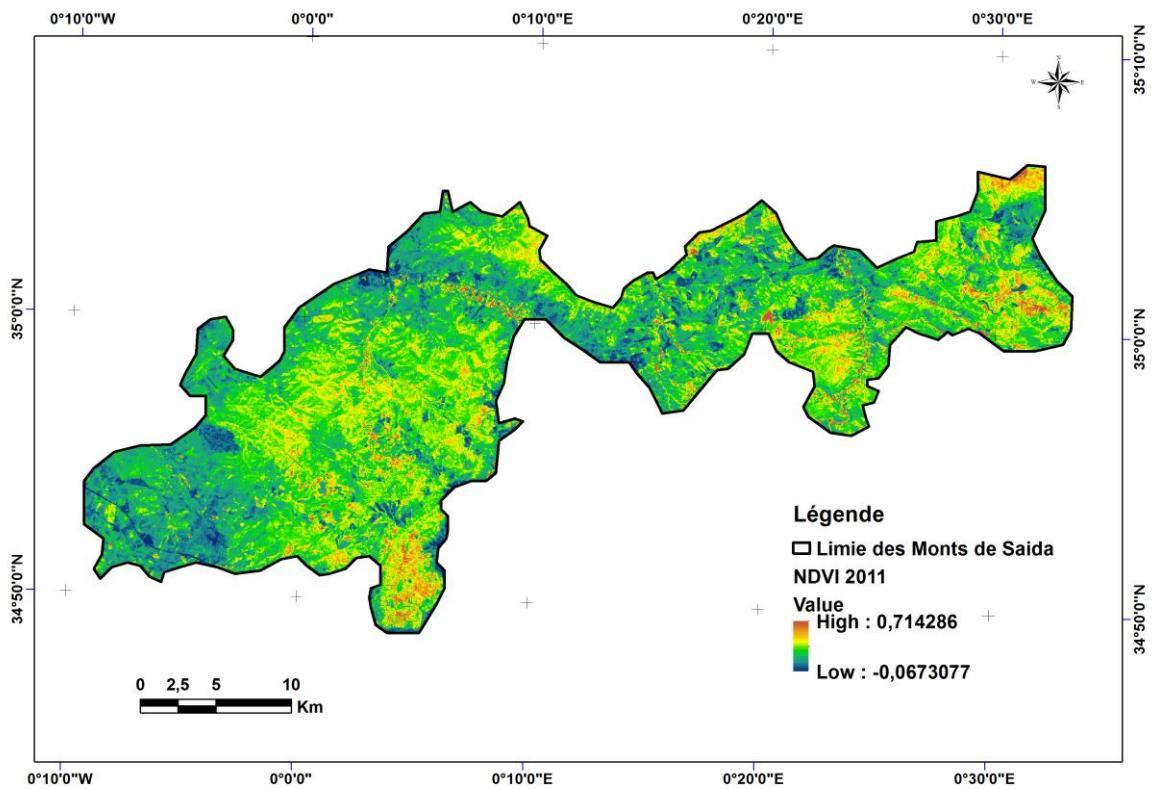 0°10'0"W 0°0'0" 0°10'0"E 0°20'0"E 0°30'0"E
35°10'0"N
N
W E
S
35°0'0"N
35°0'0"N
Légende
Limie des Monts de Saida
NDVI 2011
Value
High : 0,714286
Low : -0,0673077
34°50'0"N
34°50'0"N
0 2,5 5 10
Km
0°10'0"W 0°0'0" 0°10'0"E 0°20'0"E 0°30'0"E